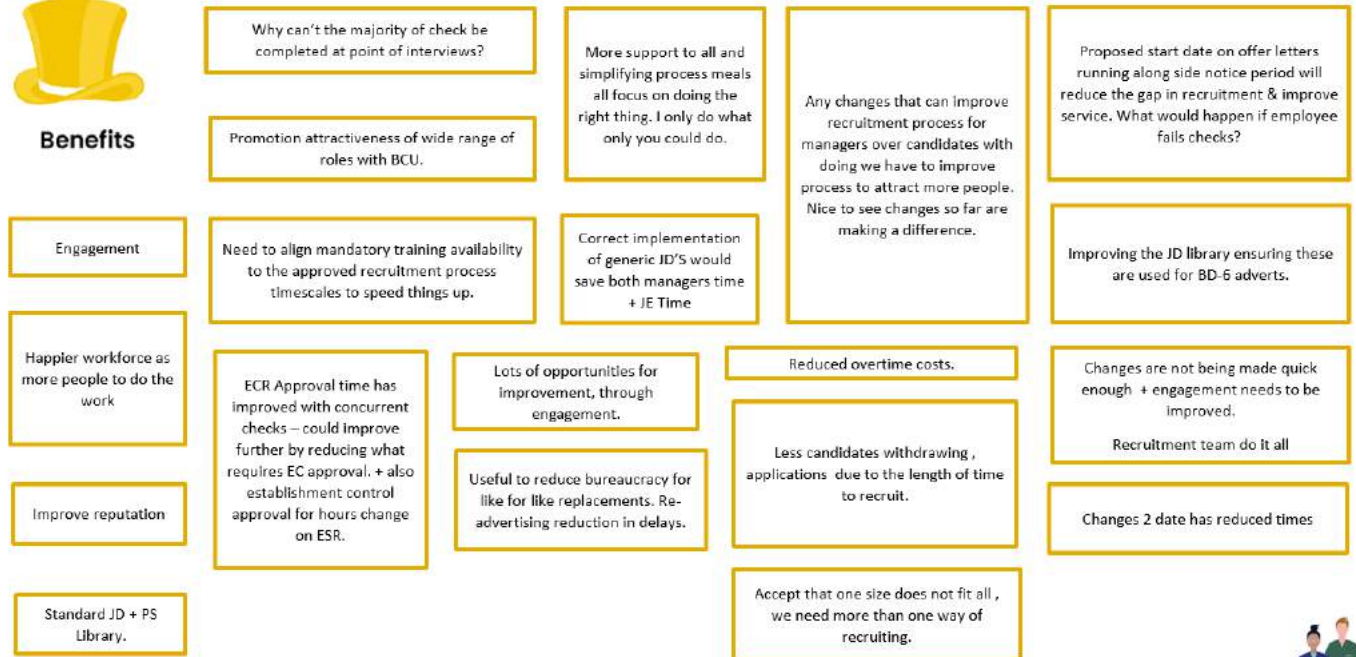 Benefits
Why can't the majority of check be
completed at point of interviews?
Promotion attractiveness of wide range of
roles with BCU.
More support to all and
simplifying process meals
all focus on doing the
right thing. I only do what
only you could do.
Any changes that can improve
recruitment process for
managers over candidates with
doing we have to improve
process to attract more people.
Nice to see changes so far are
making a difference.
Proposed start date on offer letters
running along side notice period will
reduce the gap in recruitment & improve
service. What would happen if employee
fails checks?
Engagement
Need to align mandatory training availability
to the approved recruitment process
timescales to speed things up.
Correct implementation
of generic JD'S would
save both managers time
+ JE Time
Improving the JD library ensuring these
are used for BD-6 adverts.
Happier workforce as
more people to do the
work
ECR Approval time has
improved with concurrent
checks – could improve
further by reducing what
requires EC approval. + also
establishment control
approval for hours change
on ESR.
Lots of opportunities for
improvement, through
engagement.
Reduced overtime costs.
Changes are not being made quick
enough + engagement needs to be
improved.
Recruitment team do it all
Useful to reduce bureaucracy for
like for like replacements. Re-
advertising reduction in delays.
Less candidates withdrawing ,
applications due to the length of time
to recruit.
Improve reputation
Changes 2 date has reduced times
Standard JD + PS
Library.
Accept that one size does not fit all ,
we need more than one way of
recruiting.